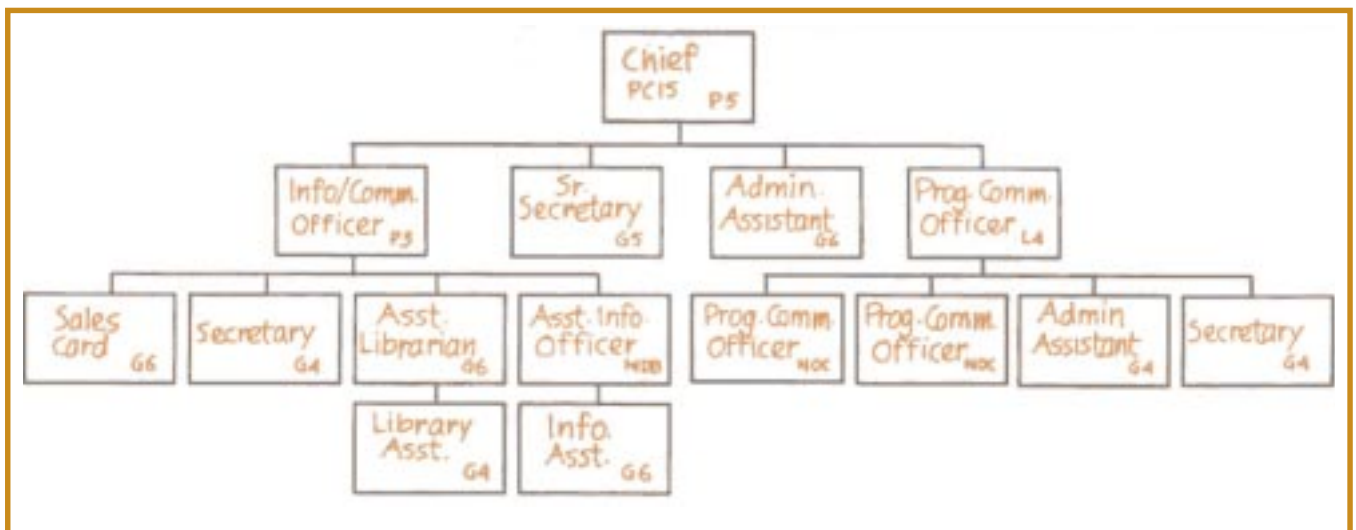 Chief
PCIS
P5
Info/Comm.
Officer P3
Sr.
Secretary
G5
Admin.
Assistant
G6
Prog. Comm.
Officer L4
Sales
Card
G6
Secretary
G4
Asst.
Librarian
G6
Asst. Info
Officer
Prog. Comm.
Officer NOC
Prog. Comm.
Officer NOC
Admin
Assistant
G4
Secretary
G4
Library
Asst.
G4
Info.
Asst.
G6